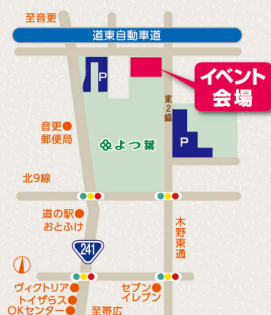 至音更
道東自動車道
イベント
会場
P
東2線
P
音更
郵便局
よつ葉
北9線
道の駅
おとふけ
木野東通
241
ヴィクトリア
トイザらス
OKセンター
セブン
イレブン
至帯広